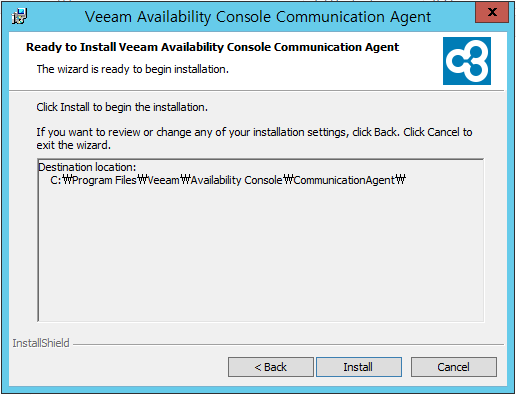 Veeam Availability Console Communication Agent
x
Ready to Install Veeam Availability Console Communication Agent
The wizard is ready to begin installation.
Click Install to begin the installation.
If you want to review or change any of your installation settings, click Back. Click Cancel to
exit the wizard.
Destination location:
C:₩Program Files₩Veeam₩Availability Console₩CommunicationAgent₩
InstallShield
< Back
Install
Cancel